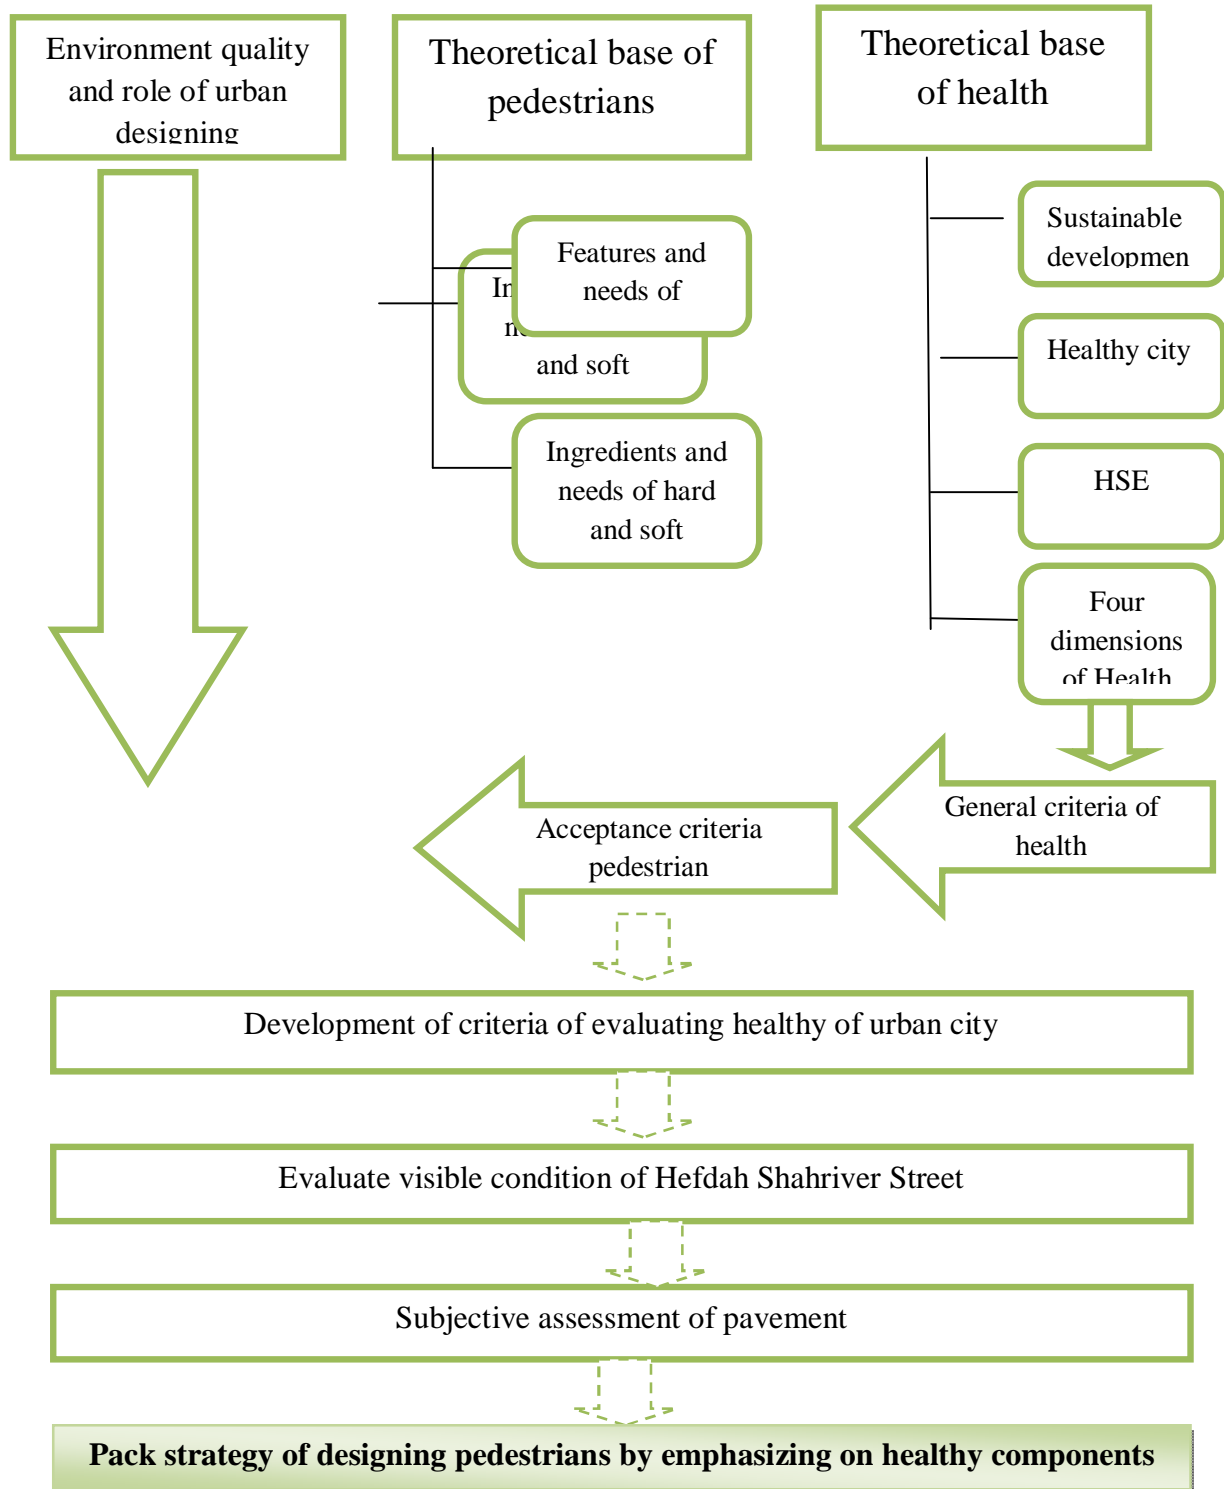 Environment quality
and role of urban
designing
Theoretical base of
pedestrians
Theoretical base
of health
Sustainable
developmen
Features and
needs of
and soft
Healthy city
Ingredients and
needs of hard
and soft
HSE
Four
dimensions
of Health
General criteria of
health
Acceptance criteria
pedestrian
Development of criteria of evaluating healthy of urban city
Evaluate visible condition of Hefdah Shahriver Street
Subjective assessment of pavement
Pack strategy of designing pedestrians by emphasizing on healthy components